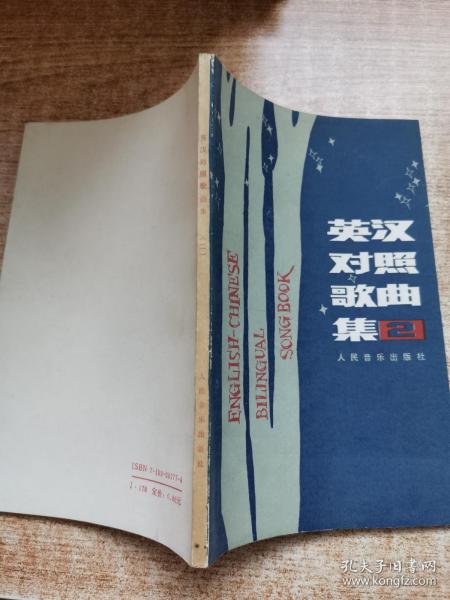 英汉
对照
歌曲
集2
人民音乐出版社
ENGLISH-CHINESE
BILINGUAL
SONG BOOK
英汉对照歌曲集(二)
人民音乐出版社
孔夫子旧书网
www.kongfz.com